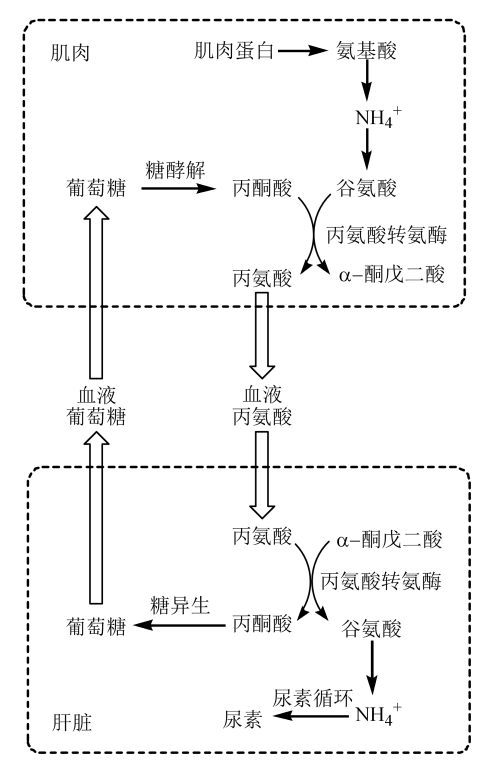 肌肉
肌肉蛋白
氨基酸
NH₄⁺
糖酵解
葡萄糖
丙酮酸
谷氨酸
丙氨酸转氨酶
丙氨酸
α-酮戊二酸
血液
葡萄糖
血液
丙氨酸
丙氨酸
α-酮戊二酸
丙氨酸转氨酶
糖异生
葡萄糖
丙酮酸
谷氨酸
尿素循环
尿素
NH₄⁺
肝脏